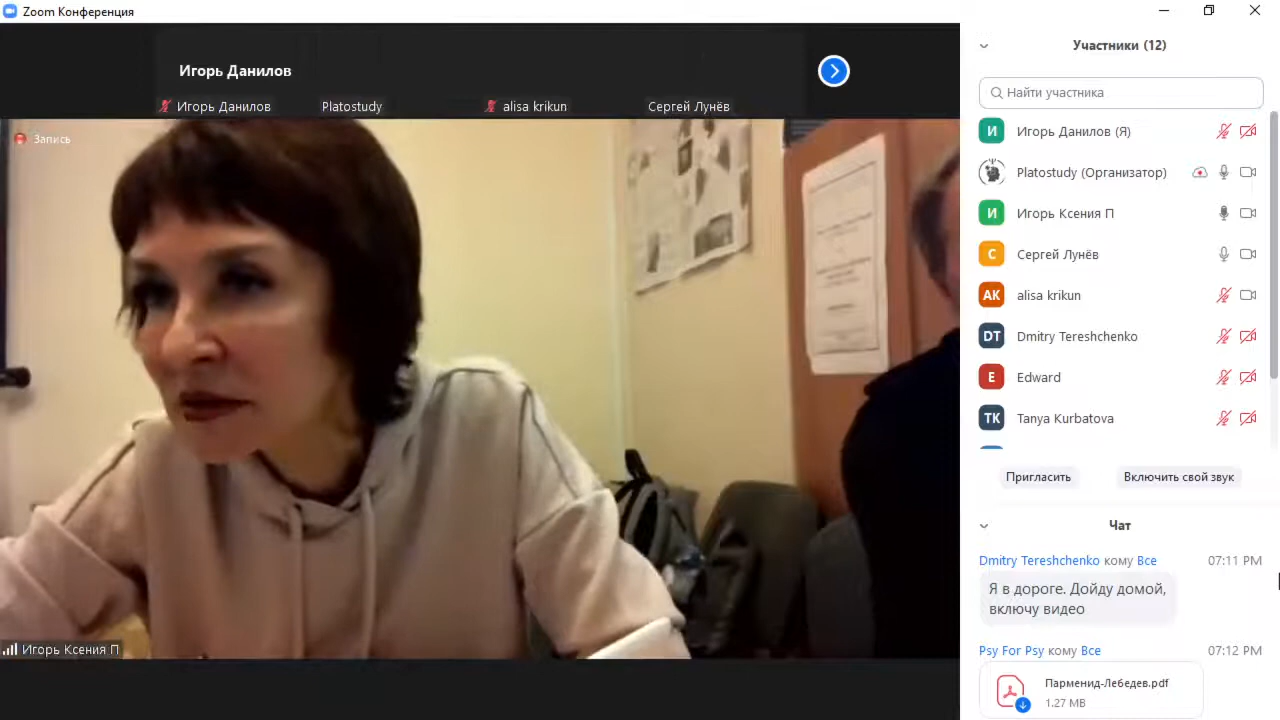 Zoom Конференция
Игорь Данилов
Игорь Данилов
Platostudy
alisa krikun
Сергей Лунёв
Запись
Игорь Ксения П
Участники (12)
Найти участника
И Игорь Данилов (Я)
Platostudy (Организатор)
И Игорь Ксения П
С Сергей Лунёв
AK alisa krikun
DT Dmitry Tereshchenko
E Edward
TK Tanya Kurbatova
Пригласить Включить свой звук
Чат
Dmitry Tereshchenko кому Все 07:11 PM
Я в дороге. Дойду домой,
включу видео
Psy For Psy кому Все 07:12 PM
Парменид-Лебедев.pdf
1.27 MB